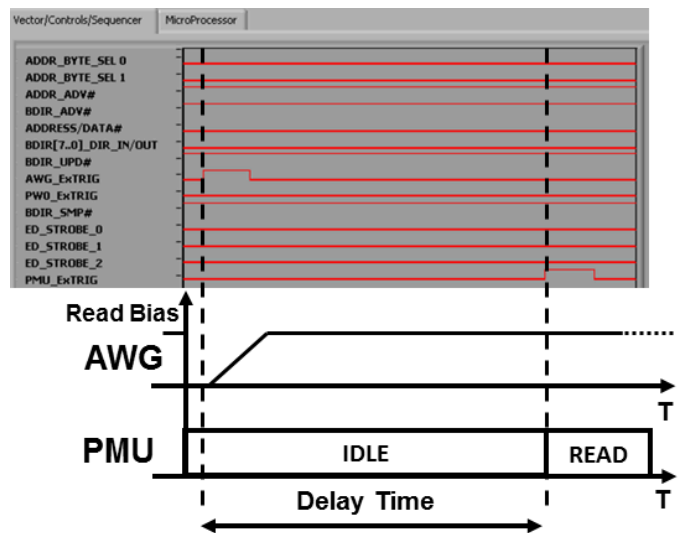 Vector/Controls/Sequencer MicroProcessor
ADDR_BYTE_SEL 0
ADDR_BYTE_SEL 1
ADDR_ADV#
BDIR_ADV#
ADDRESS/DATA#
BDIR[7..0]_DIR_IN/OUT
BDIR_UPD#
AWG_ExTRIG
PW0_ExTRIG
BDIR_SMP#
ED_STROBE_0
ED_STROBE_1
ED_STROBE_2
PMU_ExTRIG
Read Bias
AWG
T
PMU IDLE READ
Delay Time T